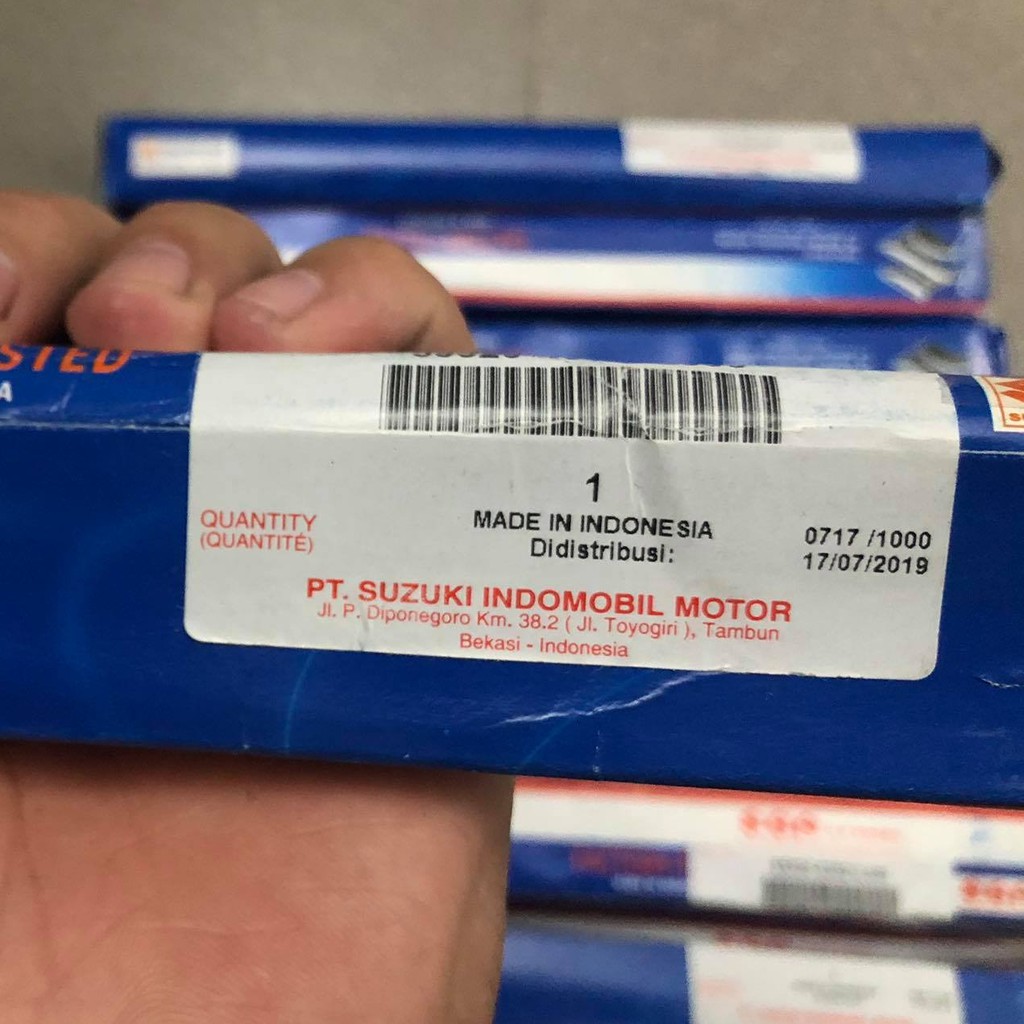 STED
A
1
QUANTITY
(QUANTITÉ)
MADE IN INDONESIA
Didistribusi:
0717 /1000
17/07/2019
PT. SUZUKI INDOMOBIL MOTOR
Jl. P. Diponegoro Km. 38.2 ( Jl. Toyogiri ), Tambun
Bekasi - Indonesia